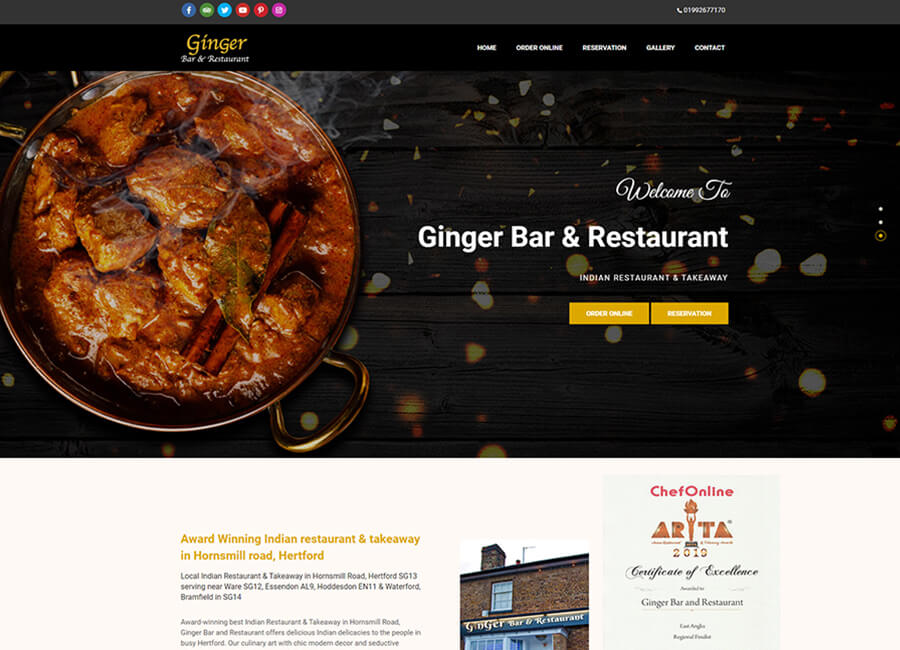 01992677170
Ginger
Bar & Restaurant
HOME ORDER ONLINE RESERVATION GALLERY CONTACT
Welcome To
Ginger Bar & Restaurant
INDIAN RESTAURANT & TAKEAWAY
ORDER ONLINE RESERVATION
Award Winning Indian restaurant & takeaway
in Hornsmill road, Hertford
Local Indian Restaurant & Takeaway in Hornsmill Road, Hertford SG13
serving near Ware SG12, Essendon AL9, Hoddesdon EN11 & Waterford,
Bramfield in SG14
Award-winning best Indian Restaurant & Takeaway in Hornsmill Road,
Ginger Bar and Restaurant offers delicious Indian delicacies to the people in
busy Hertford. Our culinary art with chic modern decor and seductive
GinGer Bar & Restaurant
ChefOnline
ARTA
2019
Certificate of Excellence
Awarded to
Ginger Bar and Restaurant
East Anglia
Regional Finalist